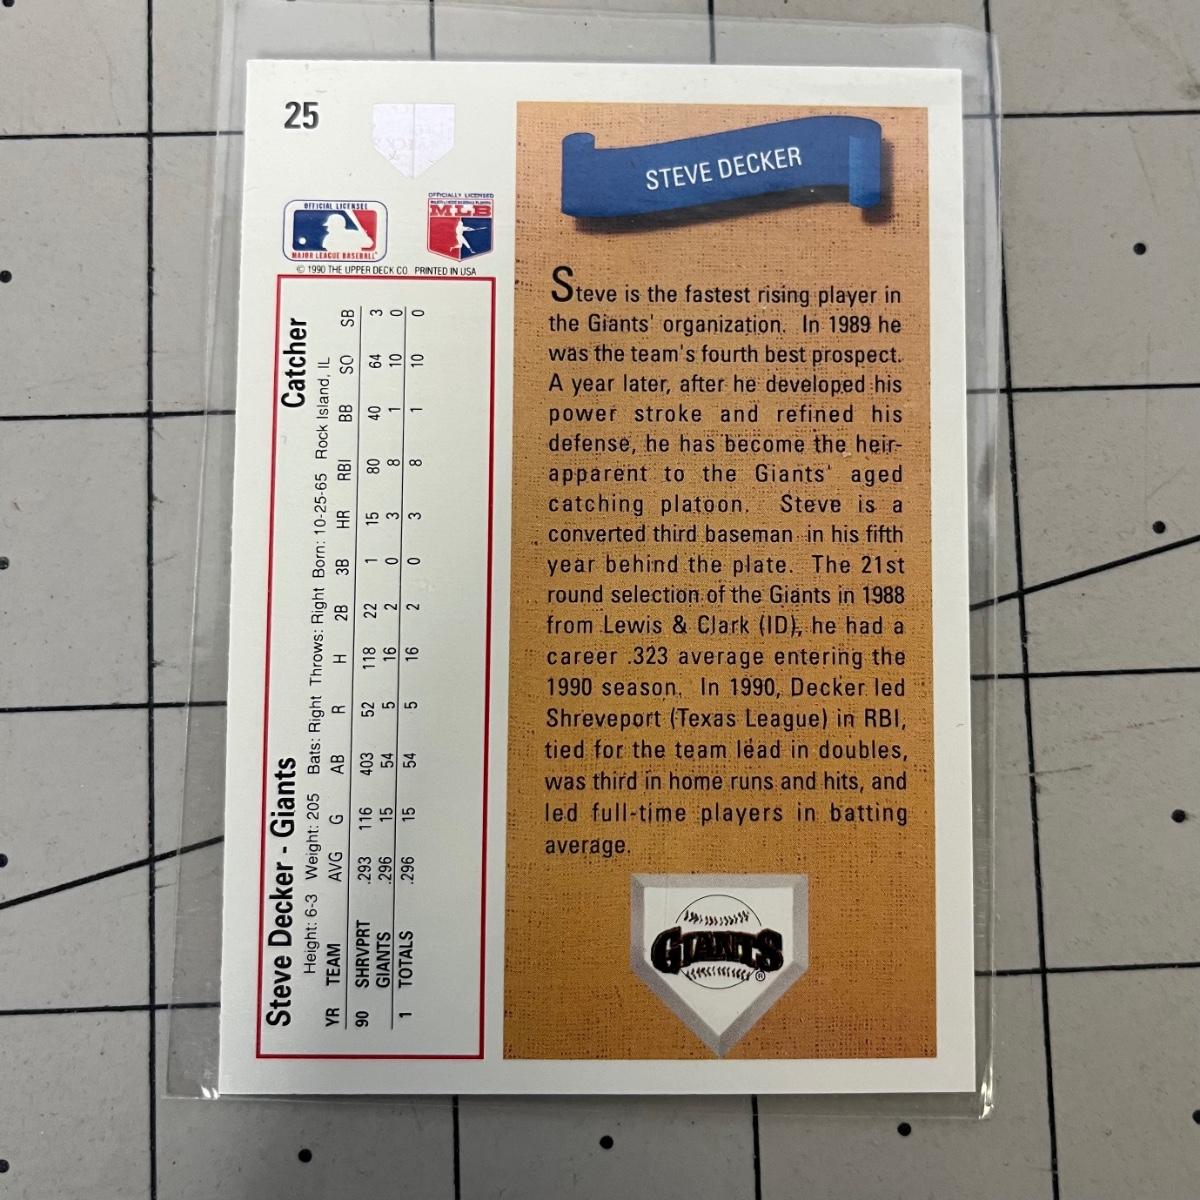 25
OFFICIAL LICENSEE
MAJOR LEAGUE BASEBALL
OFFICIALLY LICENSED
MLB
© 1990 THE UPPER DECK CO PRINTED IN USA
Steve Decker - Giants Catcher
Height: 6-3 Weight: 205 Bats: Right Throws: Right Born: 10-25-65 Rock Island, IL
YR TEAM AVG G AB R H 2B 3B HR RBI BB SO SB
90 SHRVPRT .293 116 403 52 118 22 1 15 80 40 64 3
GIANTS .296 15 54 5 16 2 0 3 8 1 10 0
1 TOTALS .296 15 54 5 16 2 0 3 8 1 10 0
STEVE DECKER
Steve is the fastest rising player in
the Giants' organization. In 1989 he
was the team's fourth best prospect.
A year later, after he developed his
power stroke and refined his
defense, he has become the heir-
apparent to the Giants' aged
catching platoon. Steve is a
converted third baseman in his fifth
year behind the plate. The 21st
round selection of the Giants in 1988
from Lewis & Clark (ID), he had a
career .323 average entering the
1990 season. In 1990, Decker led
Shreveport (Texas League) in RBI,
tied for the team lead in doubles,
was third in home runs and hits, and
led full-time players in batting
average.
GIANTS
®